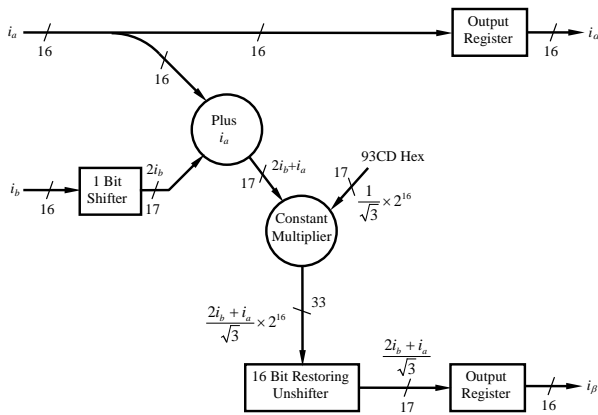 i_a
16
16
16
Output
Register
16
i_α
Plus
i_a
i_b
16
1 Bit
Shifter
2i_b
17
17
2i_b+i_a
93CD Hex
17
1/√3 × 2^16
Constant
Multiplier
33
(2i_b + i_a)/√3 × 2^16
16 Bit Restoring
Unshifter
(2i_b + i_a)/√3
17
Output
Register
16
i_β